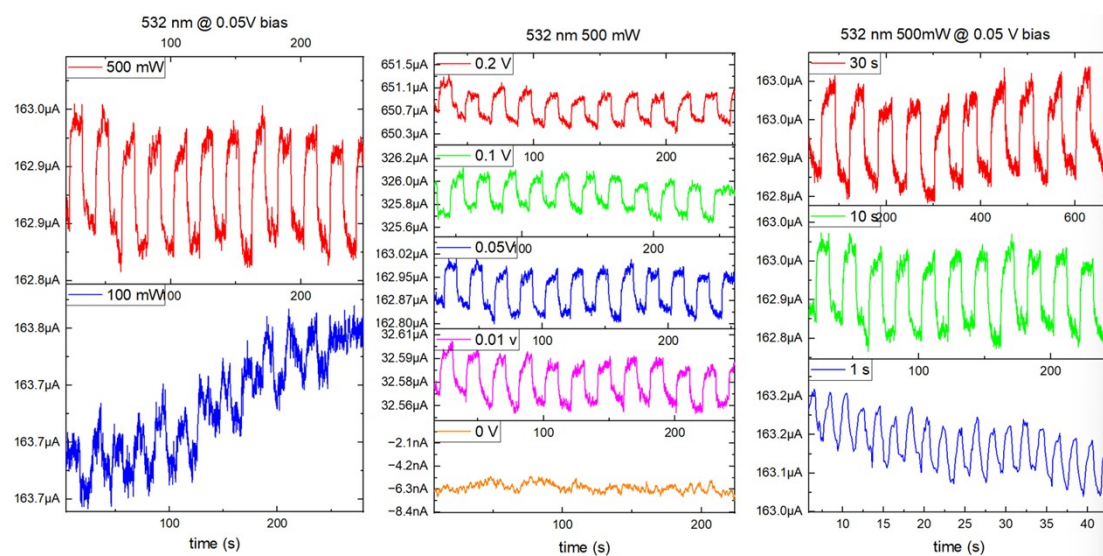 532 nm @ 0.05V bias
100
200
500 mW
163.0µA
162.9µA
162.9µA
162.8µA
100
200
100 mW
163.8µA
163.7µA
163.7µA
163.7µA
100
200
time (s)
532 nm 500 mW
651.5µA
651.1µA
650.7µA
650.3µA
0.2 V
100
200
326.2µA
326.0µA
325.8µA
325.6µA
0.1 V
100
200
163.02µA
162.95µA
162.87µA
162.80µA
0.05V
100
200
32.61µA
32.59µA
32.58µA
32.56µA
0.01 v
100
200
0 V
−2.1nA
−4.2nA
−6.3nA
−8.4nA
100
200
time (s)
532 nm 500mW @ 0.05 V bias
30 s
163.0µA
163.0µA
162.9µA
162.8µA
200
400
600
10 s
163.0µA
163.0µA
162.9µA
162.8µA
100
200
1 s
163.2µA
163.2µA
163.1µA
163.0µA
10
15
20
25
30
35
40
time (s)